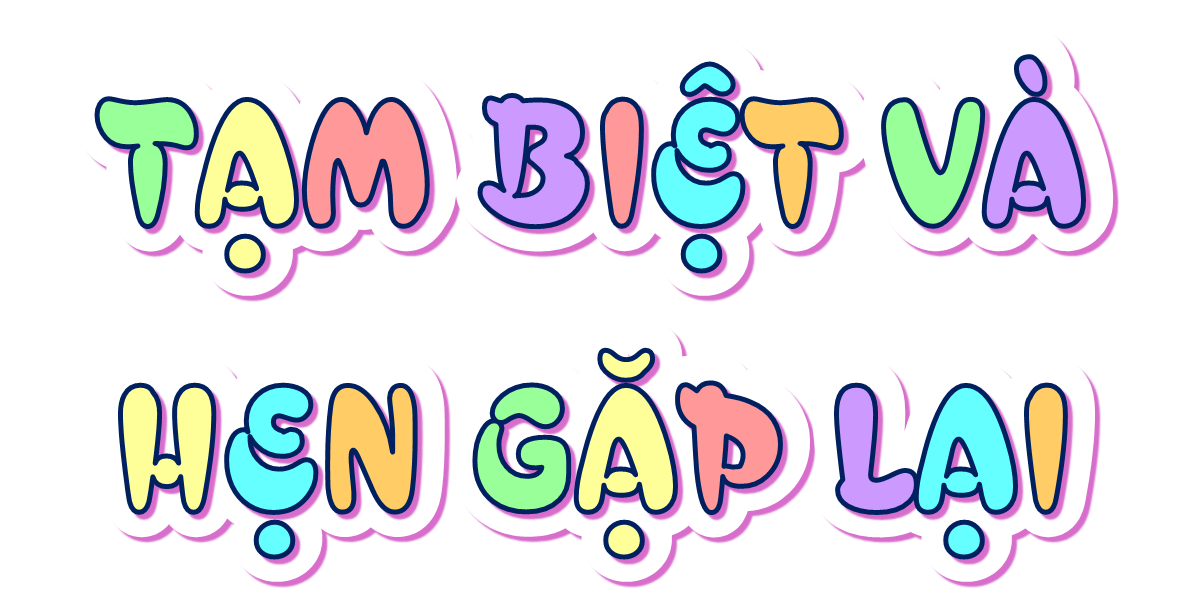 TẠM BIỆT VÀ
HẸN GẶP LẠI